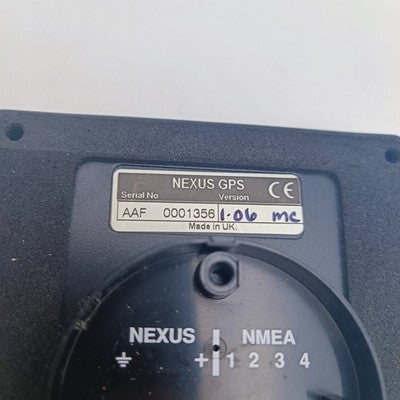 NEXUS GPS
Serial No Version CE
AAF 0001356 1.06 mc
Made in UK.
NEXUS NMEA
+ 1 2 3 4